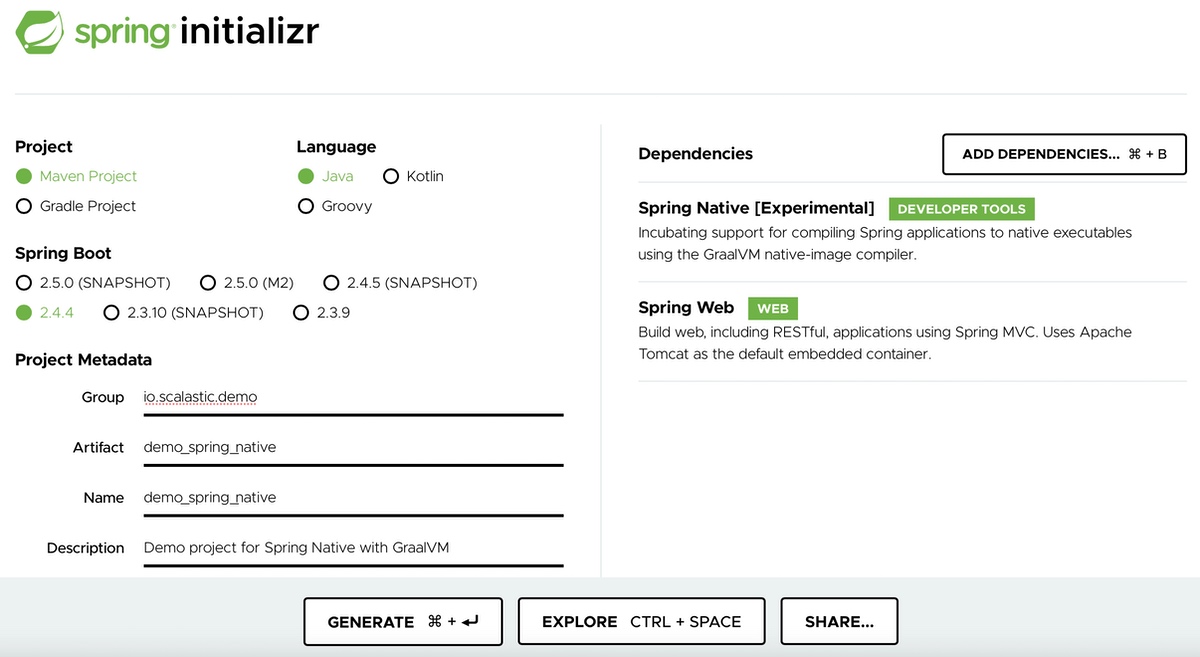 spring initializr
Project
Maven Project
Gradle Project
Language
Java Kotlin
Groovy
Spring Boot
2.5.0 (SNAPSHOT) 2.5.0 (M2) 2.4.5 (SNAPSHOT)
2.4.4 2.3.10 (SNAPSHOT) 2.3.9
Project Metadata
Group io.scalastic.demo
Artifact demo_spring_native
Name demo_spring_native
Description Demo project for Spring Native with GraalVM
Dependencies
ADD DEPENDENCIES... ⌘ + B
Spring Native [Experimental] DEVELOPER TOOLS
Incubating support for compiling Spring applications to native executables
using the GraalVM native-image compiler.
Spring Web WEB
Build web, including RESTful, applications using Spring MVC. Uses Apache
Tomcat as the default embedded container.
GENERATE ⌘ + ↵
EXPLORE CTRL + SPACE
SHARE...